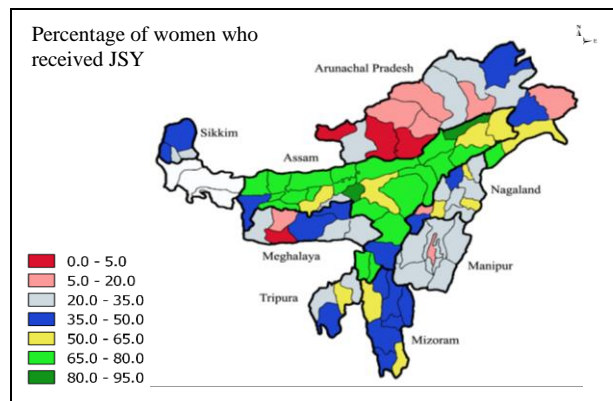 Percentage of women who
received JSY
Arunachal Pradesh
Sikkim
Assam
Nagaland
Meghalaya
Manipur
Tripura
Mizoram
0.0 - 5.0
5.0 - 20.0
20.0 - 35.0
35.0 - 50.0
50.0 - 65.0
65.0 - 80.0
80.0 - 95.0